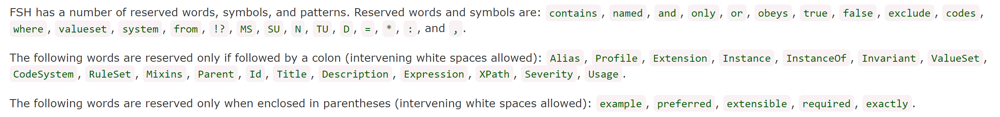 FSH has a number of reserved words, symbols, and patterns. Reserved words and symbols are: contains , named , and , only , or , obeys , true , false , exclude , codes ,
where , valueset , system , from , !? , MS , SU , N , TU , D , = , * , : , and , .
The following words are reserved only if followed by a colon (intervening white spaces allowed): Alias , Profile , Extension , Instance , InstanceOf , Invariant , ValueSet ,
CodeSystem , RuleSet , Mixins , Parent , Id , Title , Description , Expression , XPath , Severity , Usage .
The following words are reserved only when enclosed in parentheses (intervening white spaces allowed): example , preferred , extensible , required , exactly .